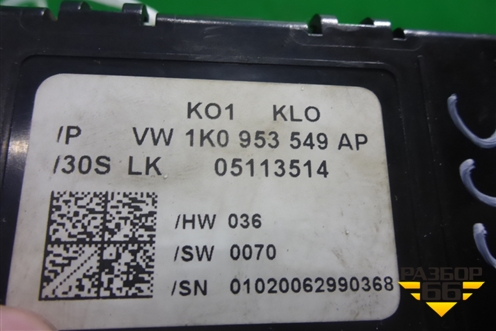 KO1 KLO
/P VW 1K0 953 549 AP
/30S LK 05113514
/HW 036
/SW 0070
/SN 01020062990368
РАЗБОР
66